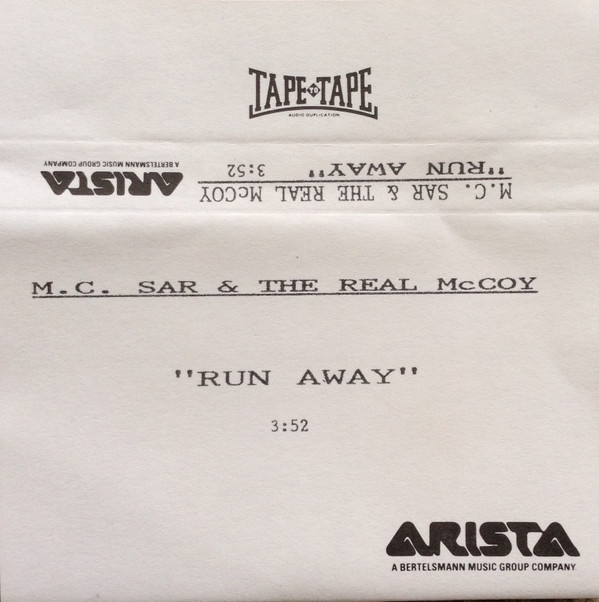 TAPE TO TAPE
AUDIO DUPLICATION
M.C. SAR & THE REAL McCOY
"RUN AWAY" 3:52
ARISTA
A BERTELSMANN MUSIC GROUP COMPANY
M.C. SAR & THE REAL McCOY
"RUN AWAY"
3:52
ARISTA
A BERTELSMANN MUSIC GROUP COMPANY